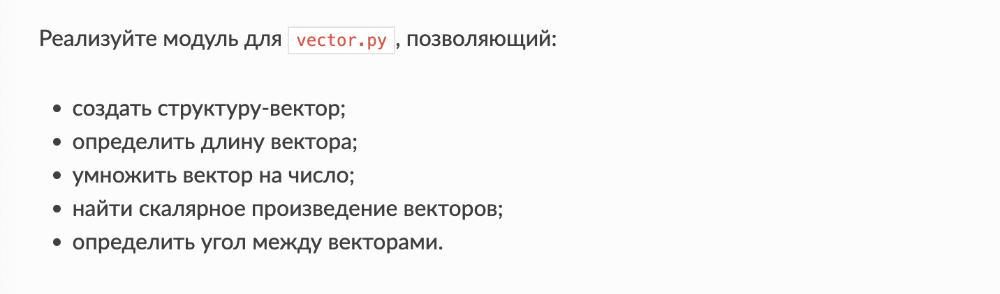 Реализуйте модуль для vector.py, позволяющий:
• создать структуру-вектор;
• определить длину вектора;
• умножить вектор на число;
• найти скалярное произведение векторов;
• определить угол между векторами.